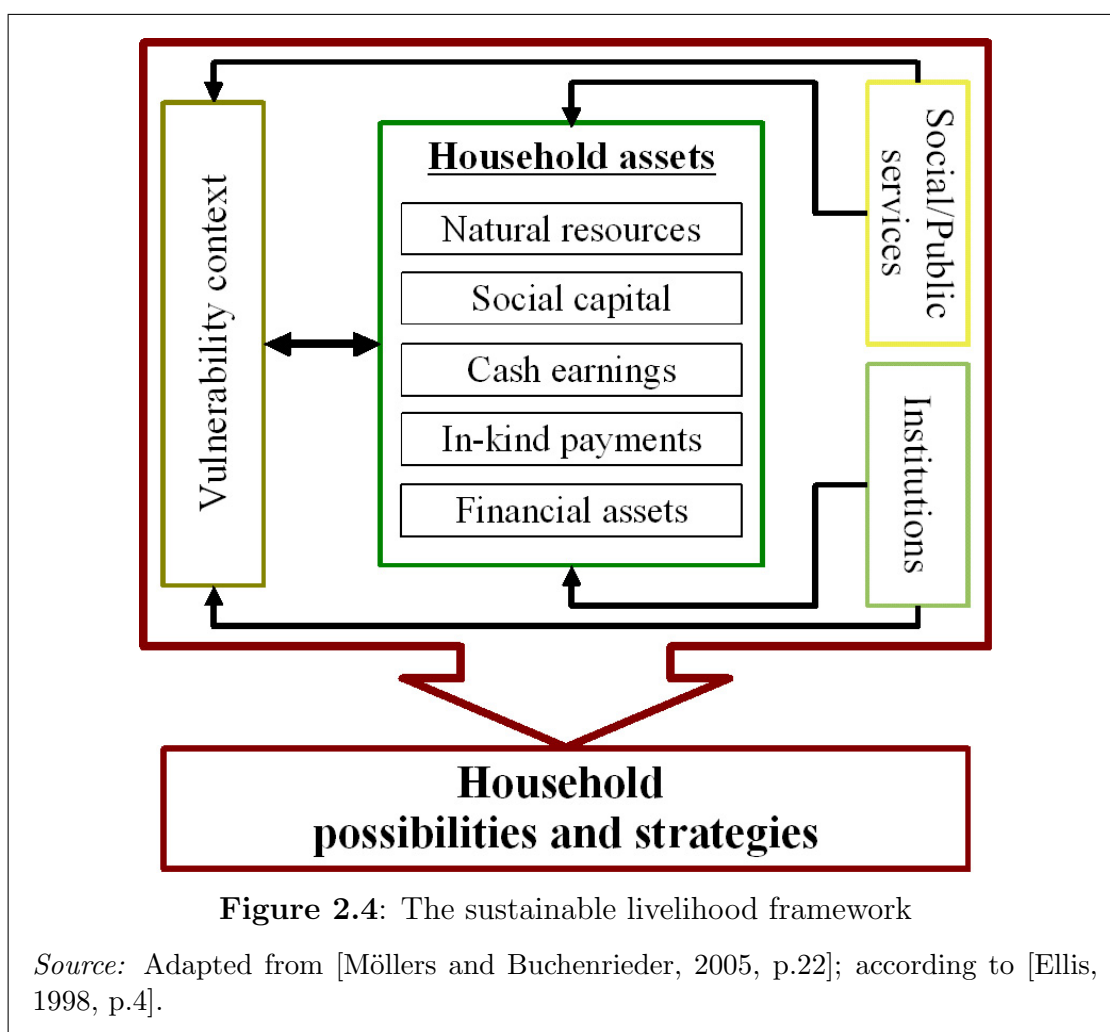 Vulnerability context
Household assets
Natural resources
Social capital
Cash earnings
In-kind payments
Financial assets
Social/Public
services
Institutions
Household
possibilities and strategies
Figure 2.4: The sustainable livelihood framework
Source: Adapted from [Möllers and Buchenrieder, 2005, p.22]; according to [Ellis,
1998, p.4].